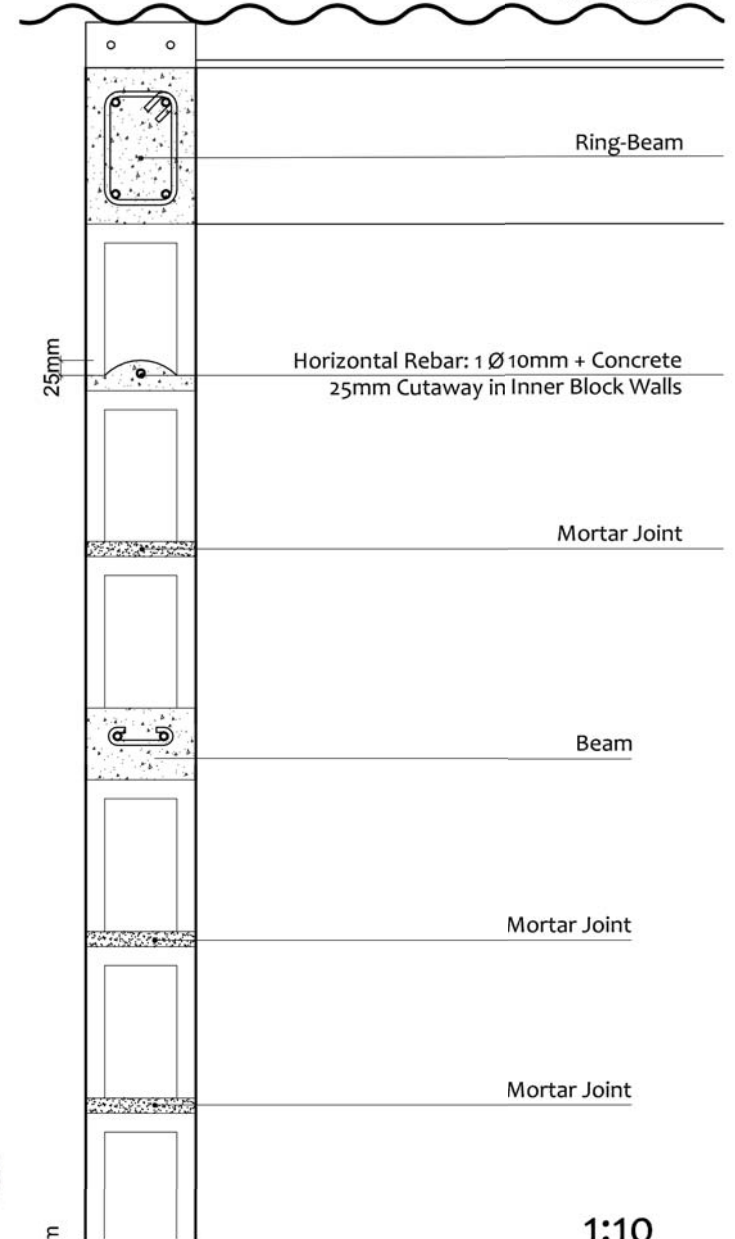 Ring-Beam
25mm
Horizontal Rebar: 1 Ø 10mm + Concrete
25mm Cutaway in Inner Block Walls
Mortar Joint
Beam
Mortar Joint
Mortar Joint
1:10